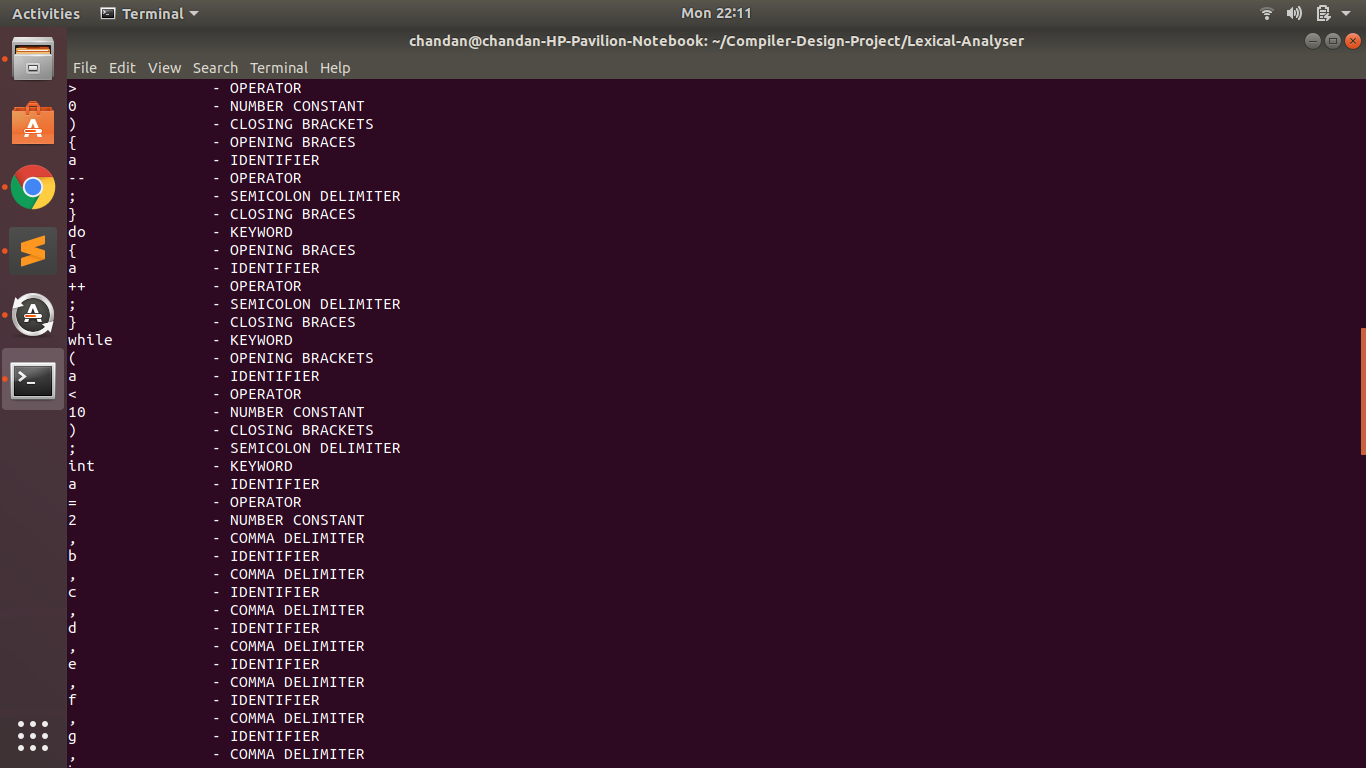 Activities Terminal Mon 22:11
chandan@chandan-HP-Pavilion-Notebook: ~/Compiler-Design-Project/Lexical-Analyser
File Edit View Search Terminal Help
> - OPERATOR
0 - NUMBER CONSTANT
) - CLOSING BRACKETS
{ - OPENING BRACES
a - IDENTIFIER
-- - OPERATOR
; - SEMICOLON DELIMITER
} - CLOSING BRACES
do - KEYWORD
{ - OPENING BRACES
a - IDENTIFIER
++ - OPERATOR
; - SEMICOLON DELIMITER
} - CLOSING BRACES
while - KEYWORD
( - OPENING BRACKETS
a - IDENTIFIER
< - OPERATOR
10 - NUMBER CONSTANT
) - CLOSING BRACKETS
; - SEMICOLON DELIMITER
int - KEYWORD
a - IDENTIFIER
= - OPERATOR
2 - NUMBER CONSTANT
, - COMMA DELIMITER
b - IDENTIFIER
, - COMMA DELIMITER
c - IDENTIFIER
, - COMMA DELIMITER
d - IDENTIFIER
, - COMMA DELIMITER
e - IDENTIFIER
, - COMMA DELIMITER
f - IDENTIFIER
, - COMMA DELIMITER
g - IDENTIFIER
, - COMMA DELIMITER